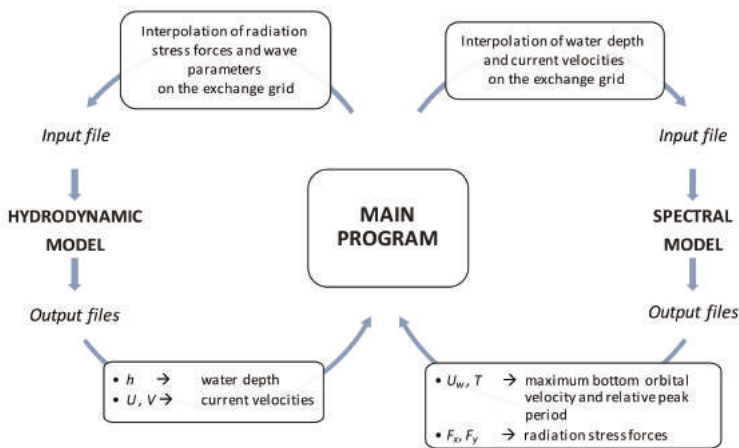 Interpolation of radiation
stress forces and wave
parameters
on the exchange grid
Interpolation of water depth
and current velocities
on the exchange grid
Input file
Input file
HYDRODYNAMIC
MODEL
MAIN
PROGRAM
SPECTRAL
MODEL
Output files
Output files
• h → water depth
• U, V → current velocities
• Uw, T → maximum bottom orbital
velocity and relative peak
period
• Fx, Fy → radiation stress forces